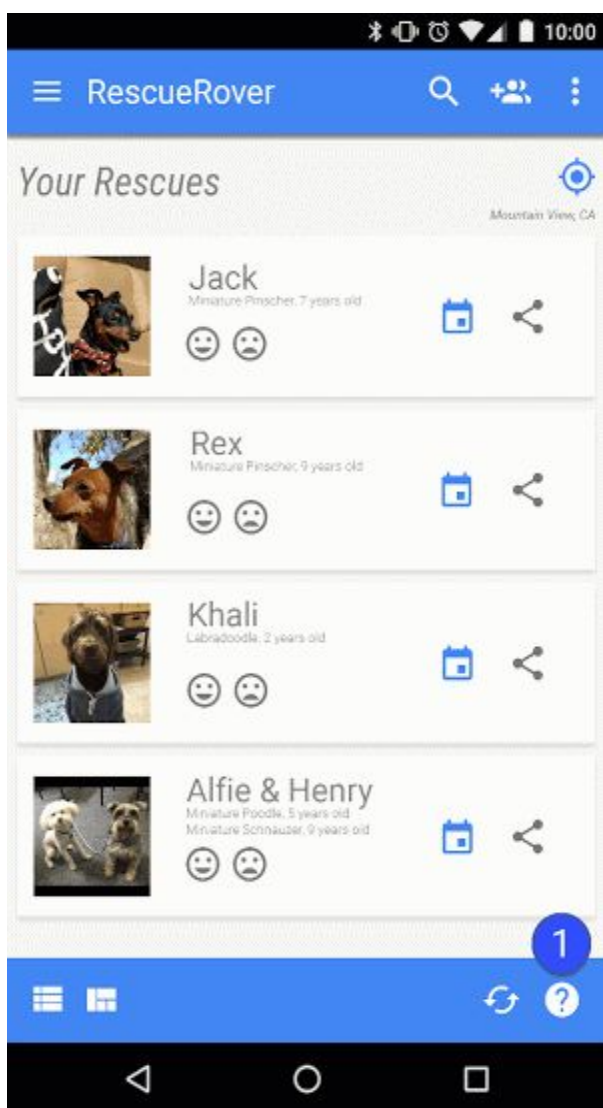 10:00
RescueRover
Your Rescues
Mountain View, CA
Jack
Miniature Pinscher, 7 years old
Rex
Miniature Pinscher, 9 years old
Khali
Labradoodle, 2 years old
Alfie & Henry
Miniature Poodle, 5 years old
Miniature Schnauzer, 9 years old
1
?